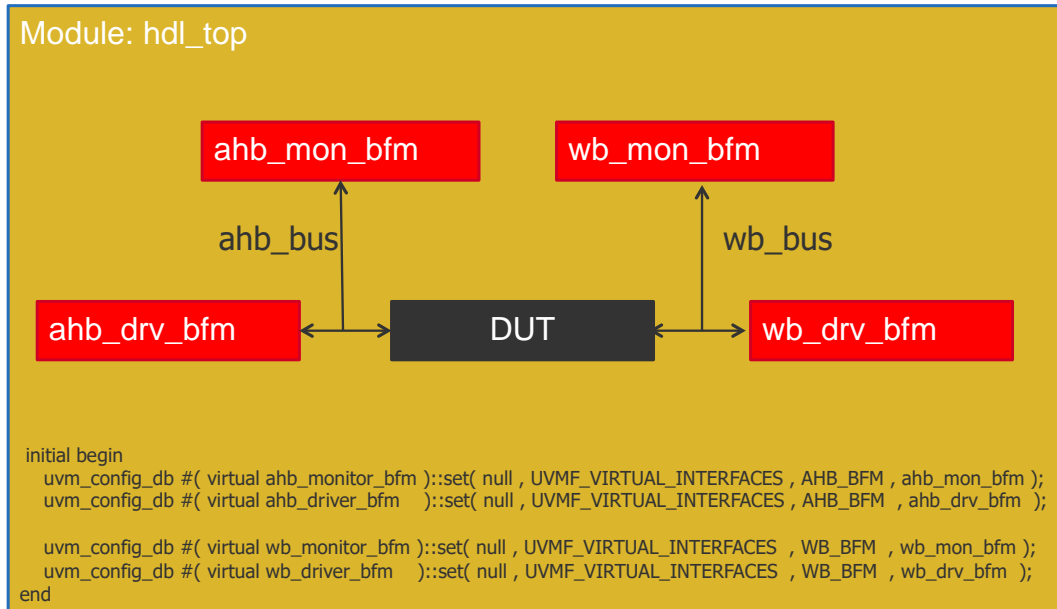 Module: hdl_top
ahb_mon_bfm
wb_mon_bfm
ahb_bus
wb_bus
ahb_drv_bfm
DUT
wb_drv_bfm
initial begin
uvm_config_db #( virtual ahb_monitor_bfm )::set( null , UVMF_VIRTUAL_INTERFACES , AHB_BFM , ahb_mon_bfm );
uvm_config_db #( virtual ahb_driver_bfm )::set( null , UVMF_VIRTUAL_INTERFACES , AHB_BFM , ahb_drv_bfm );
uvm_config_db #( virtual wb_monitor_bfm )::set( null , UVMF_VIRTUAL_INTERFACES , WB_BFM , wb_mon_bfm );
uvm_config_db #( virtual wb_driver_bfm )::set( null , UVMF_VIRTUAL_INTERFACES , WB_BFM , wb_drv_bfm );
end